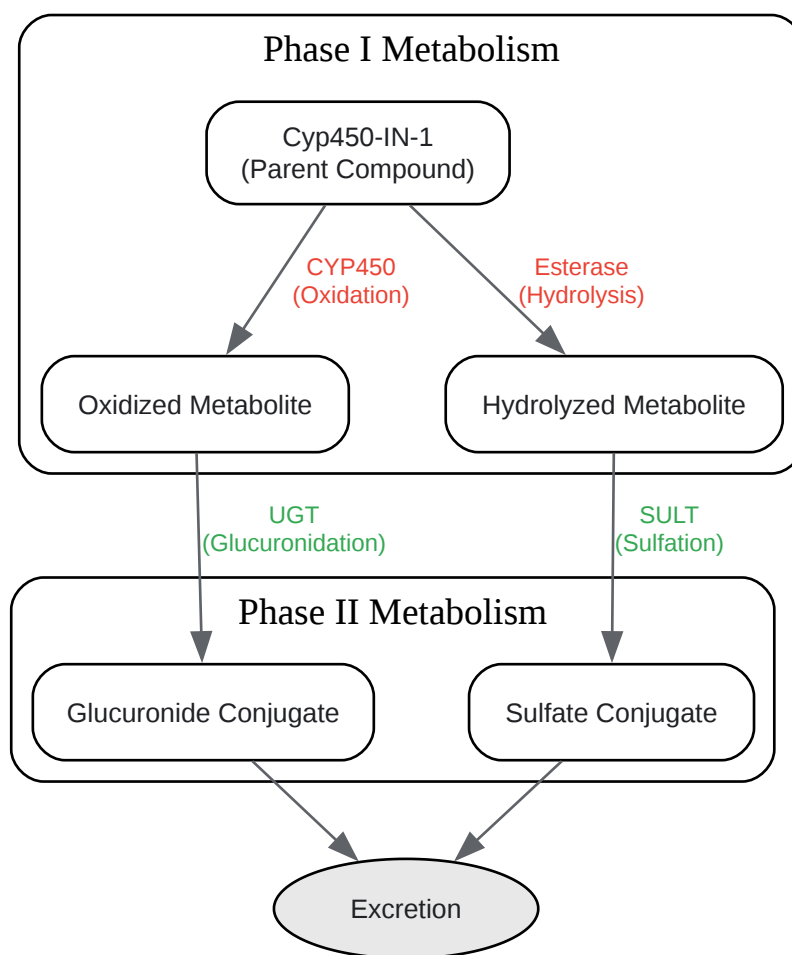 Phase I Metabolism
Cyp450-IN-1
(Parent Compound)
CYP450
(Oxidation)
Esterase
(Hydrolysis)
Oxidized Metabolite
Hydrolyzed Metabolite
UGT
(Glucuronidation)
SULT
(Sulfation)
Phase II Metabolism
Glucuronide Conjugate
Sulfate Conjugate
Excretion